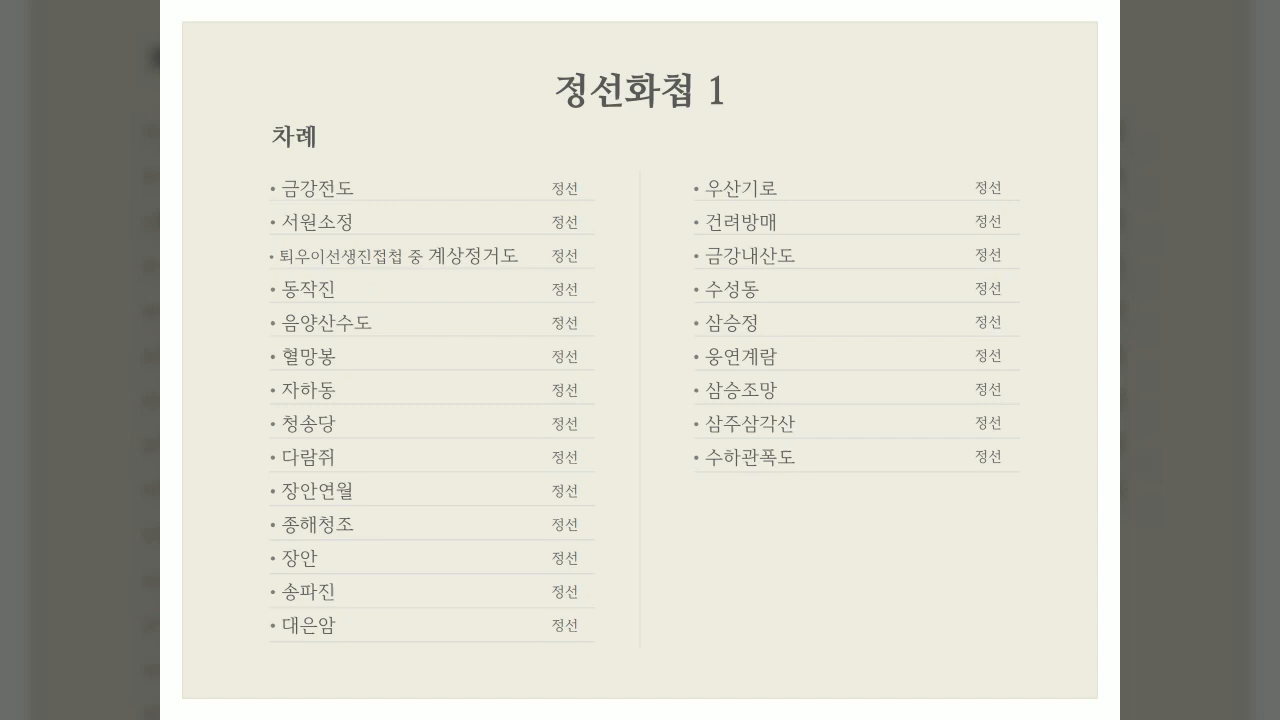 정선화첩 1
차례
• 금강전도 정선
• 서원소정 정선
• 퇴우이선생진접첩 중 계상정거도 정선
• 동작진 정선
• 음양산수도 정선
• 혈망봉 정선
• 자하동 정선
• 청송당 정선
• 다람쥐 정선
• 장안연월 정선
• 종해청조 정선
• 장안 정선
• 송파진 정선
• 대은암 정선
• 우산기로 정선
• 건려방매 정선
• 금강내산도 정선
• 수성동 정선
• 삼승정 정선
• 웅연계람 정선
• 삼승조망 정선
• 삼주삼각산 정선
• 수하관폭도 정선